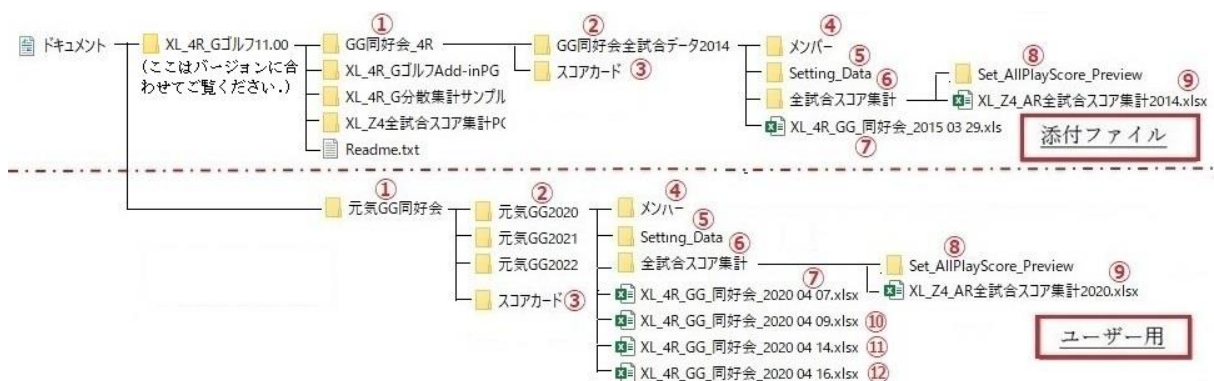 ① ② ④
ドキュメント XL_4R_Gゴルフ11.00 GG同好会_4R GG同好会全試合データ2014 メンバー
(ここはバージョンに合わせてご覧ください.)
XL_4R_GゴルフAdd-inPG スコアカード ③ Setting_Data ⑤ ⑧
XL_4R_G分散集計サンプル 全試合スコア集計 ⑥ Set_AllPlayScore_Preview ⑨
XL_Z4全試合スコア集計PG XL_4R_GG_同好会_2015 03 29.xls XL_Z4_AR全試合スコア集計2014.xlsx
Readme.txt ⑦ 添付ファイル
① ② ④
元気GG同好会 元気GG2020 メンバー
元気GG2021 Setting_Data ⑤
元気GG2022 全試合スコア集計 ⑥ Set_AllPlayScore_Preview ⑧
スコアカード ③ XL_4R_GG_同好会_2020 04 07.xlsx ⑦ XL_Z4_AR全試合スコア集計2020.xlsx ⑨
XL_4R_GG_同好会_2020 04 09.xlsx ⑩
XL_4R_GG_同好会_2020 04 14.xlsx ⑪ ユーザー用
XL_4R_GG_同好会_2020 04 16.xlsx ⑫